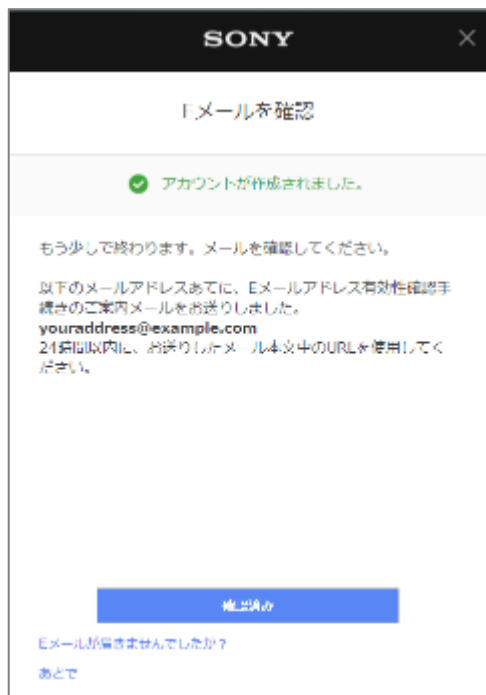 SONY
Eメールを確認
アカウントが作成されました。
もう少しで終わります。メールを確認してください。
以下のメールアドレスあてに、Eメールアドレス有効性確認手
続きのご案内メールをお送りしました。
youraddress@example.com
24時間以内に、お送りしたメール本文中のURLを使用してく
ださい。
確認済み
Eメールが届きませんでしたか？
あとで